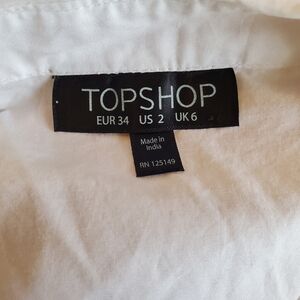 TOPSHOP
EUR 34 US 2 UK 6
Made in
India
RN 125149